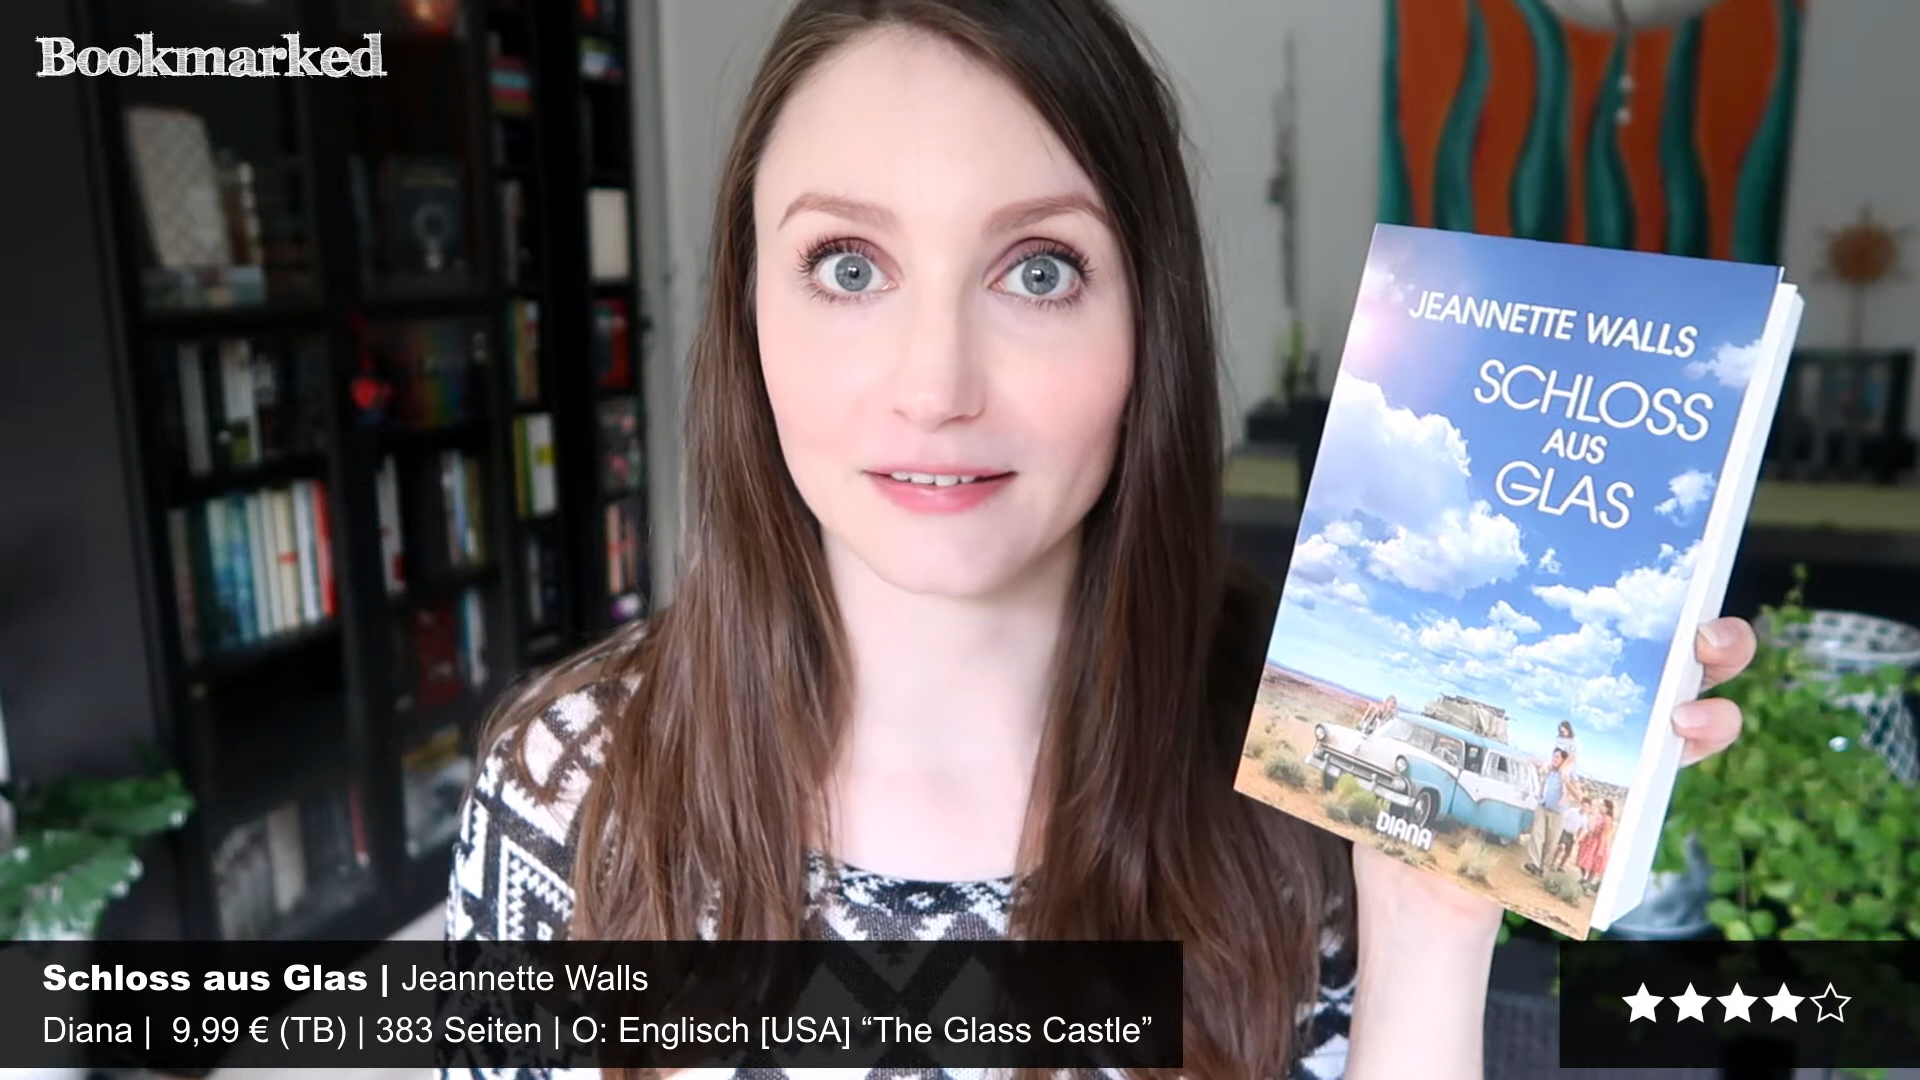 Bookmarked
JEANNETTE WALLS
SCHLOSS
AUS
GLAS
DIANA
Schloss aus Glas | Jeannette Walls
Diana | 9,99 € (TB) | 383 Seiten | O: Englisch [USA] “The Glass Castle”